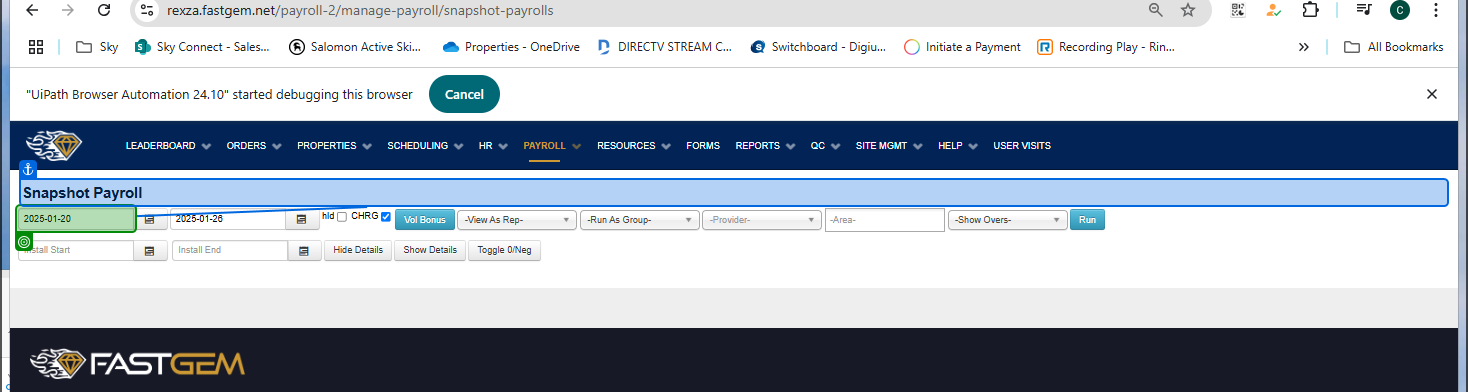 rexza.fastgem.net/payroll-2/manage-payroll/snapshot-payrolls
C
Sky Sky Connect - Sales... Salomon Active Ski... Properties - OneDrive DIRECTV STREAM C... Switchboard - Digiu... Initiate a Payment Recording Play - Rin... » All Bookmarks
"UiPath Browser Automation 24.10" started debugging this browser Cancel
LEADERBOARD ORDERS PROPERTIES SCHEDULING HR PAYROLL RESOURCES FORMS REPORTS QC SITE MGMT HELP USER VISITS
Snapshot Payroll
2025-01-20 2025-01-26 hld CHRG Vol Bonus -View As Rep- -Run As Group- -Provider- -Area- -Show Overs- Run
Install Start Install End Hide Details Show Details Toggle 0/Neg
FASTGEM